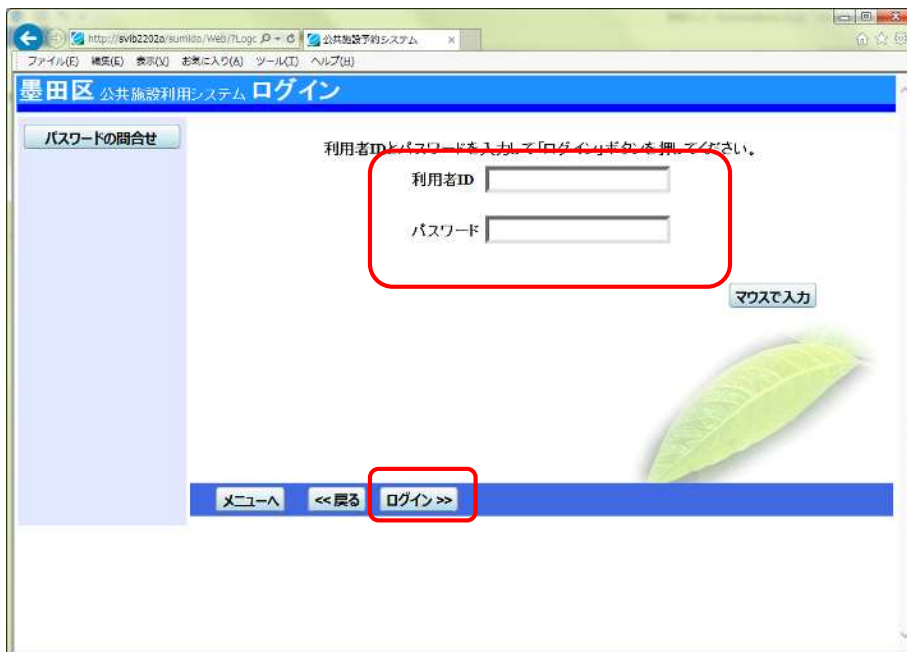 http://svib2202a/sumida/Web/?Logc
公共施設予約システム
ファイル(E) 編集(E) 表示(V) お気に入り(A) ツール(T) ヘルプ(H)
墨田区 公共施設利用システム ログイン
パスワードの問合せ
利用者IDとパスワードを入力して「ログイン」ボタンを押してください。
利用者ID
パスワード
マウスで入力
メニューへ <<戻る ログイン>>